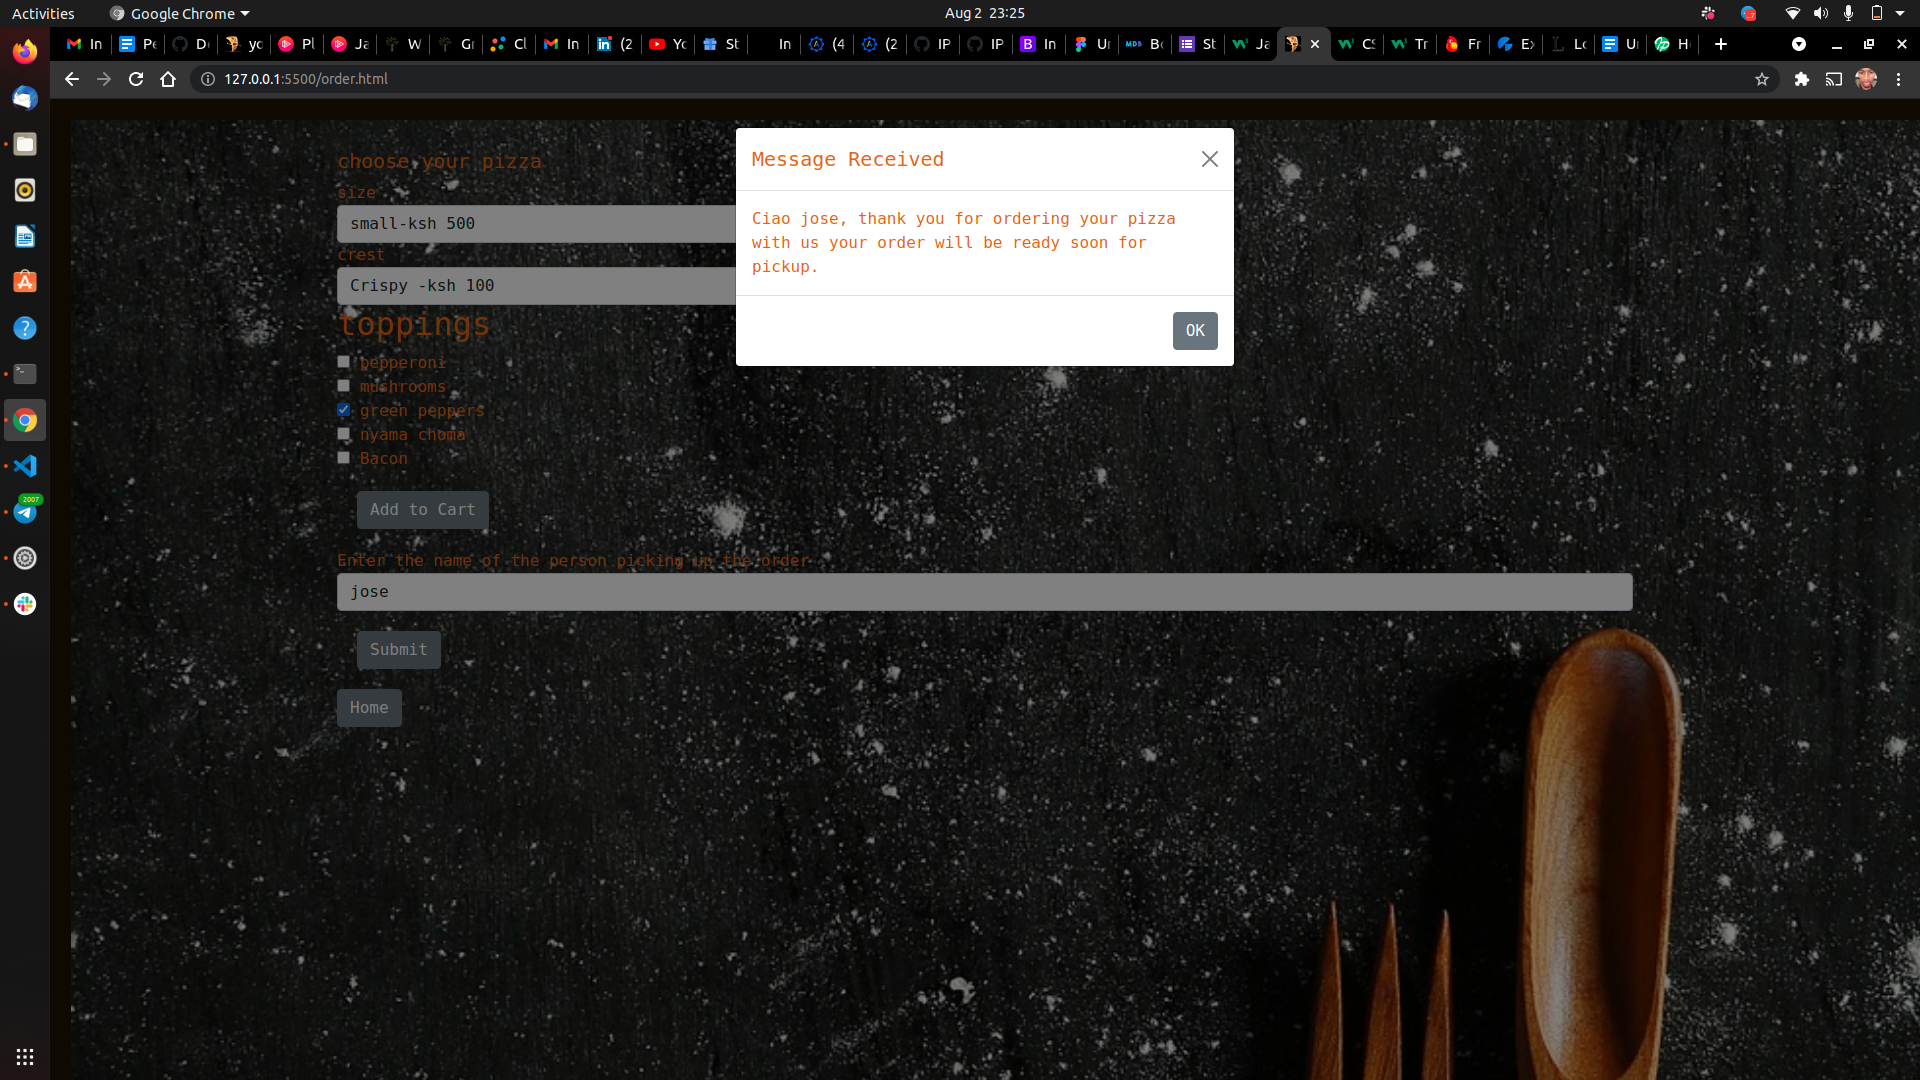 Activities
Google Chrome
Aug 2 23:25
In
Pe
D
yc
Pl
Ja
W
Gr
Cl
In
(2
Yc
St
In
(4
(2
IP
IP
In
Ur
Bc
St
Ja
CS
Tr
Fr
Ex
Lc
Ur
H
127.0.0.1:5500/order.html
2007
choose your pizza
size
small-ksh 500
crest
Crispy -ksh 100
toppings
pepperoni
mushrooms
green peppers
nyama choma
Bacon
Add to Cart
Enter the name of the person picking up the order
jose
Submit
Home
Message Received
Ciao jose, thank you for ordering your pizza
with us your order will be ready soon for
pickup.
OK